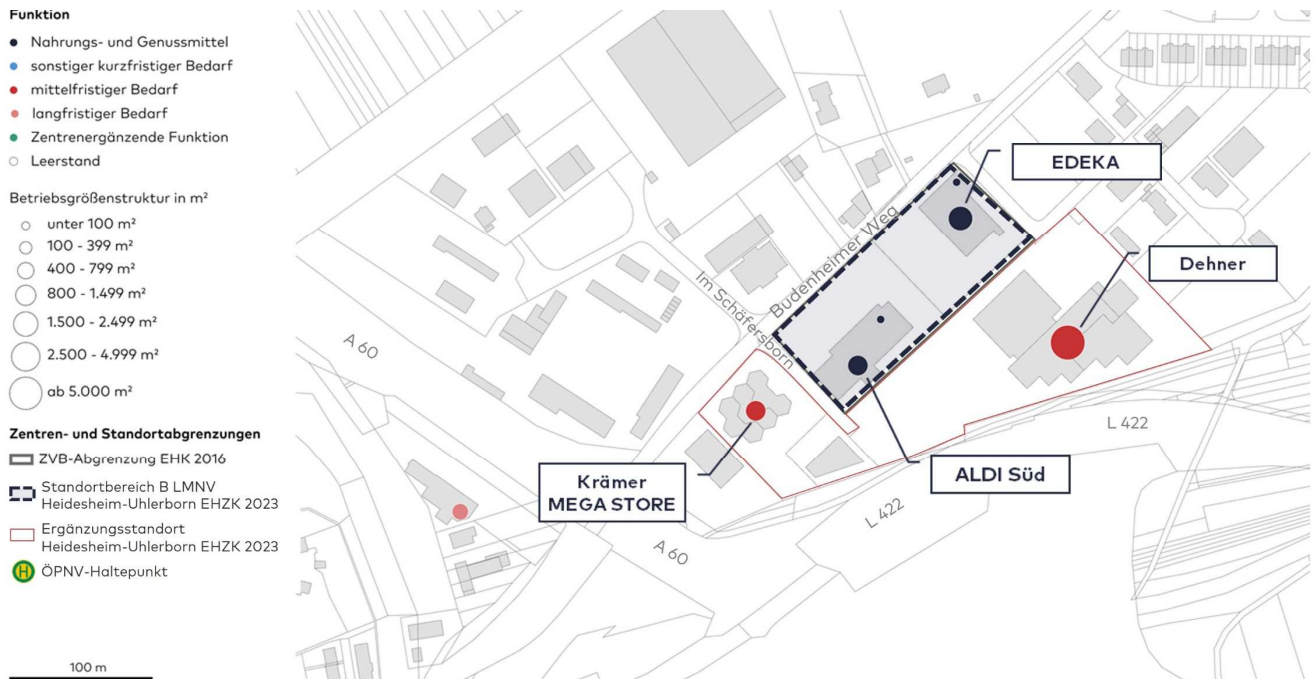 Funktion
Nahrungs- und Genussmittel
sonstiger kurzfristiger Bedarf
mittelfristiger Bedarf
langfristiger Bedarf
Zentrenergänzende Funktion
Leerstand
Betriebsgrößenstruktur in m²
unter 100 m²
100 - 399 m²
400 - 799 m²
800 - 1.499 m²
1.500 - 2.499 m²
2.500 - 4.999 m²
ab 5.000 m²
Zentren- und Standortabgrenzungen
ZVB-Abgrenzung EHK 2016
Standortbereich B LMNV
Heidesheim-Uhlerborn EHZK 2023
Ergänzungsstandort
Heidesheim-Uhlerborn EHZK 2023
H ÖPNV-Haltepunkt
100 m
EDEKA
Dehner
Budenheimer Weg
Im Schäfersborn
A 60
L 422
ALDI Süd
Krämer
MEGA STORE
L 422
A 60